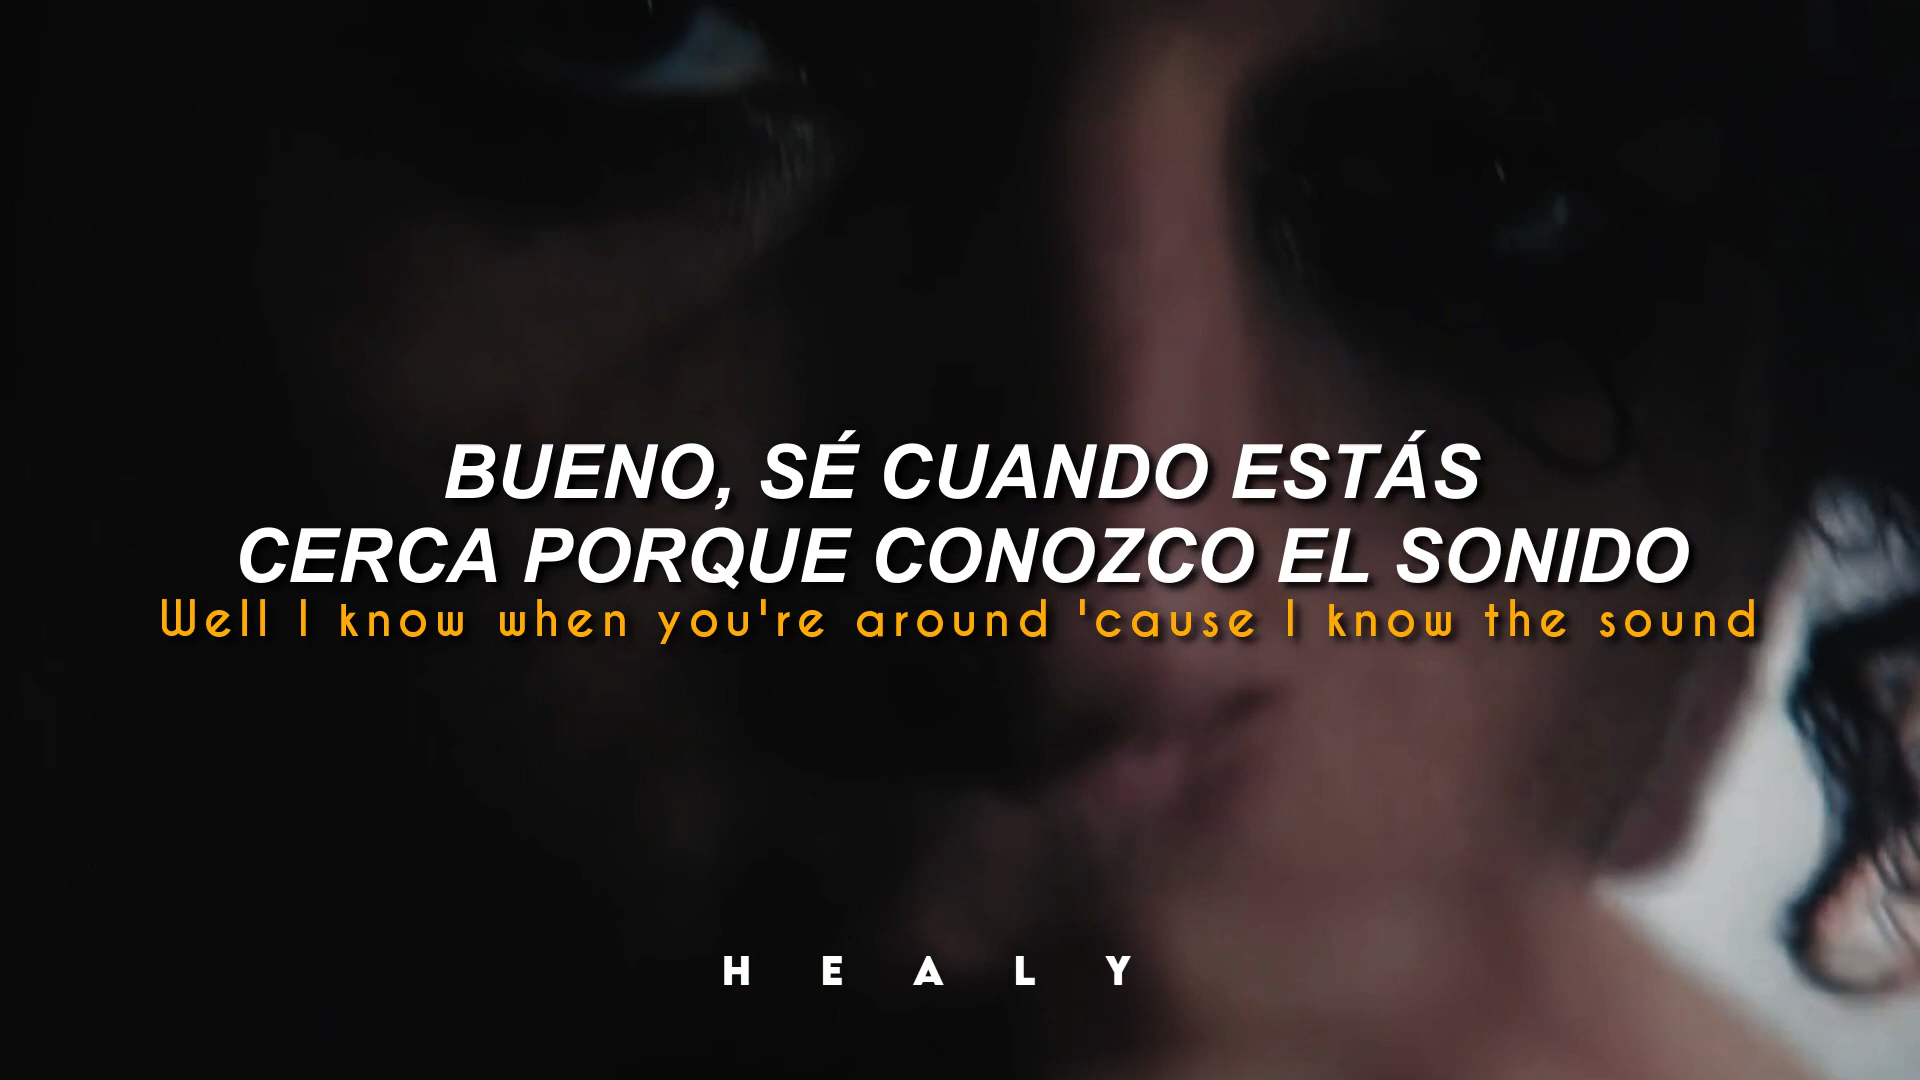 BUENO, SÉ CUANDO ESTÁS
CERCA PORQUE CONOZCO EL SONIDO
Well I know when you're around 'cause I know the sound
HEALY